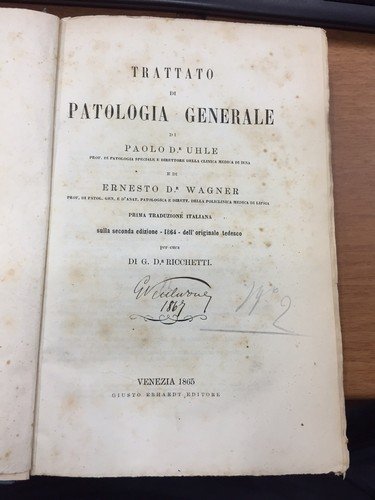 TRATTATO
DI
PATOLOGIA GENERALE
DI
PAOLO D.R UHLE
PROF. DI PATOLOGIA SPECIALE E DIRETTORE DELLA CLINICA MEDICA DI IENA
E DI
ERNESTO D.R WAGNER
PROF. DI PATOL. GEN. E D'ANAT. PATOLOGICA E DIRETT. DELLA POLICLINICA MEDICA DI LIPSIA
PRIMA TRADUZIONE ITALIANA
sulla seconda edizione - 1864 - dell'originale tedesco
per cura
DI G. D.R RICCHETTI.
1867
VENEZIA 1865
GIUSTO EBHARDT EDITORE